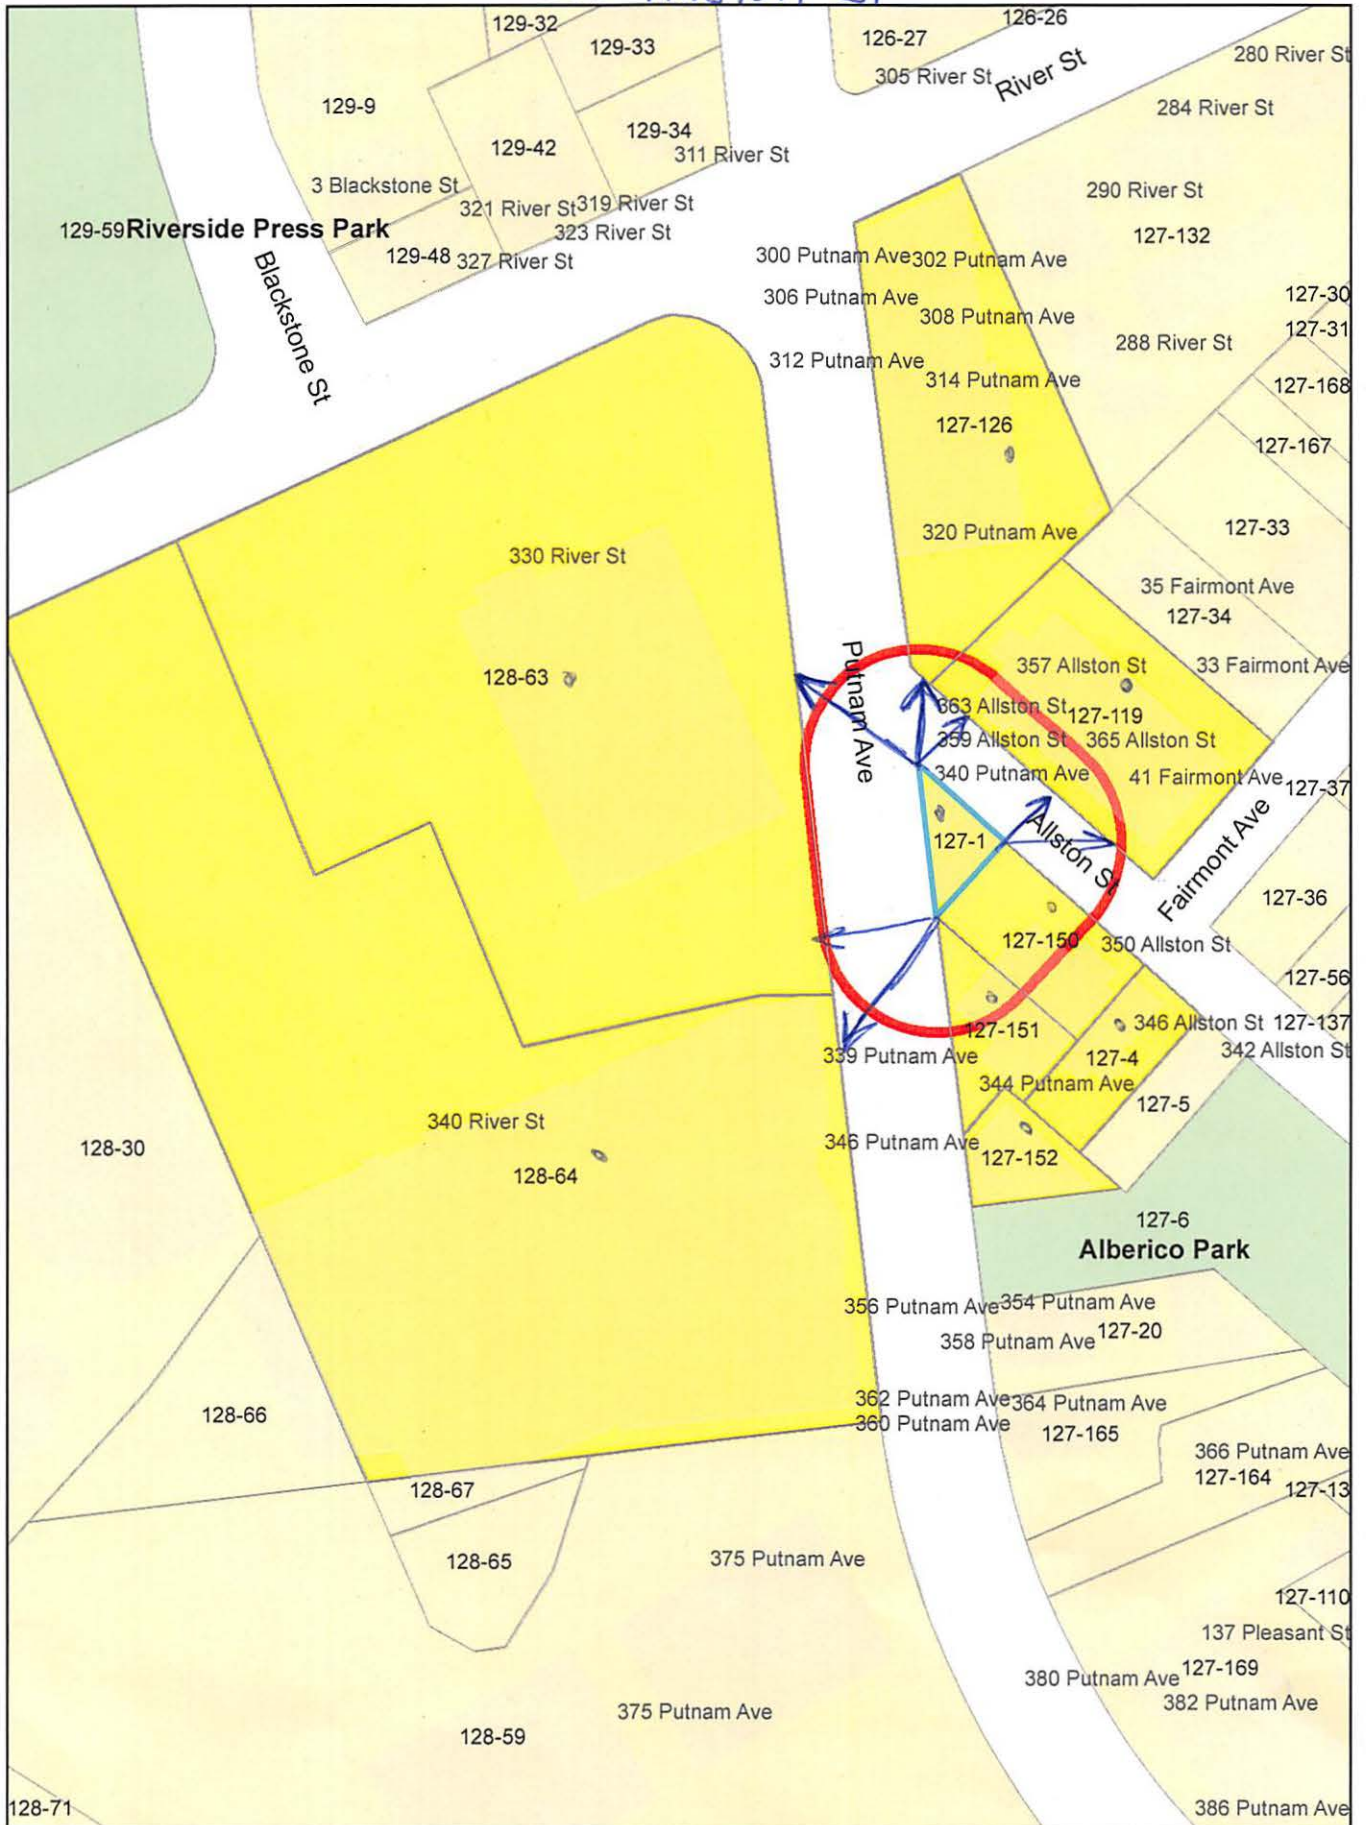 129-32
126-26
126-27
129-33
280 River St
305 River St
River St
129-9
284 River St
129-34
129-42
311 River St
3 Blackstone St
290 River St
321 River St
319 River St
129-59
Riverside Press Park
323 River St
127-132
129-48
327 River St
300 Putnam Ave
302 Putnam Ave
Blackstone St
306 Putnam Ave
127-30
308 Putnam Ave
127-31
288 River St
312 Putnam Ave
314 Putnam Ave
127-168
127-126
127-167
320 Putnam Ave
127-33
330 River St
35 Fairmont Ave
127-34
Putnam Ave
357 Allston St
33 Fairmont Ave
128-63
363 Allston St
127-119
359 Allston St
365 Allston St
340 Putnam Ave
41 Fairmont Ave
127-37
127-1
Allston St
Fairmont Ave
127-36
127-150
350 Allston St
127-56
127-151
346 Allston St
127-137
339 Putnam Ave
127-4
342 Allston St
344 Putnam Ave
127-5
340 River St
128-30
346 Putnam Ave
127-152
128-64
127-6
Alberico Park
356 Putnam Ave
354 Putnam Ave
358 Putnam Ave
127-20
362 Putnam Ave
364 Putnam Ave
128-66
360 Putnam Ave
127-165
366 Putnam Ave
127-164
128-67
127-13
128-65
375 Putnam Ave
127-110
137 Pleasant St
380 Putnam Ave
127-169
382 Putnam Ave
375 Putnam Ave
128-59
128-71
386 Putnam Ave